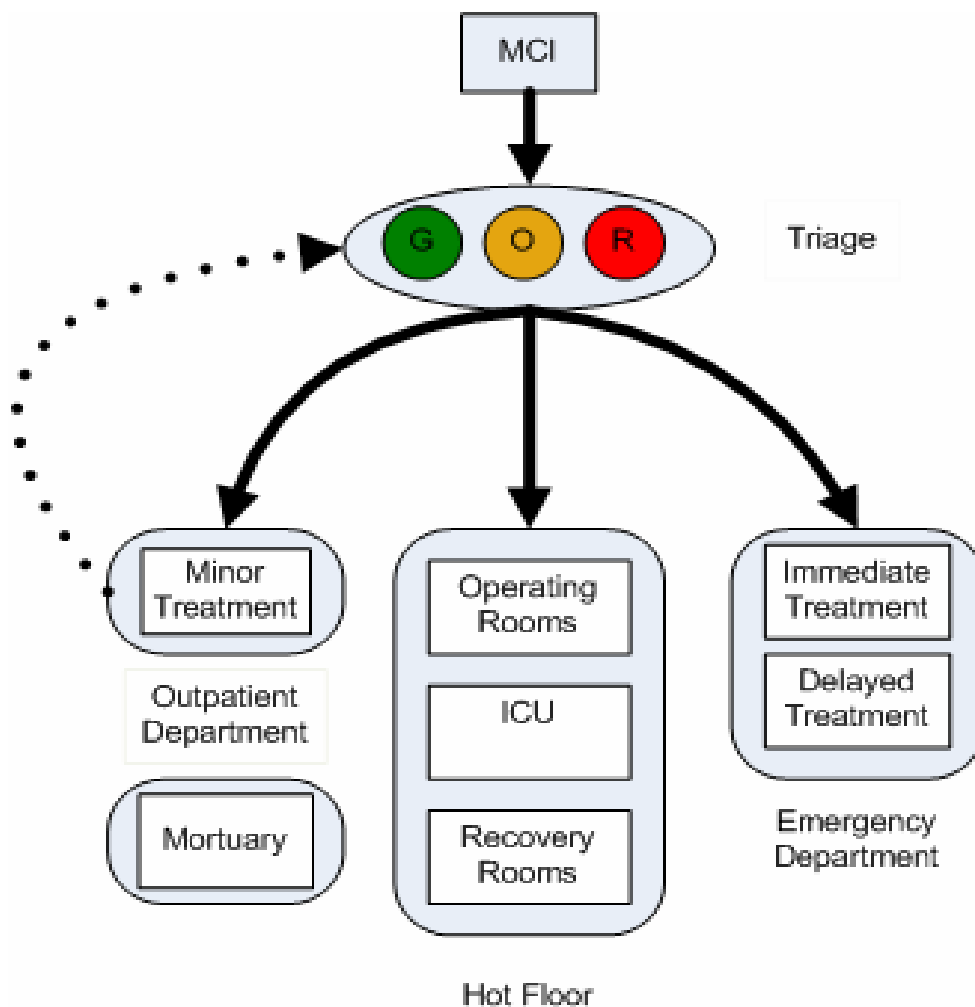 MCI
G
O
R
Triage
Minor
Treatment
Outpatient
Department
Mortuary
Operating
Rooms
ICU
Recovery
Rooms
Hot Floor
Immediate
Treatment
Delayed
Treatment
Emergency
Department